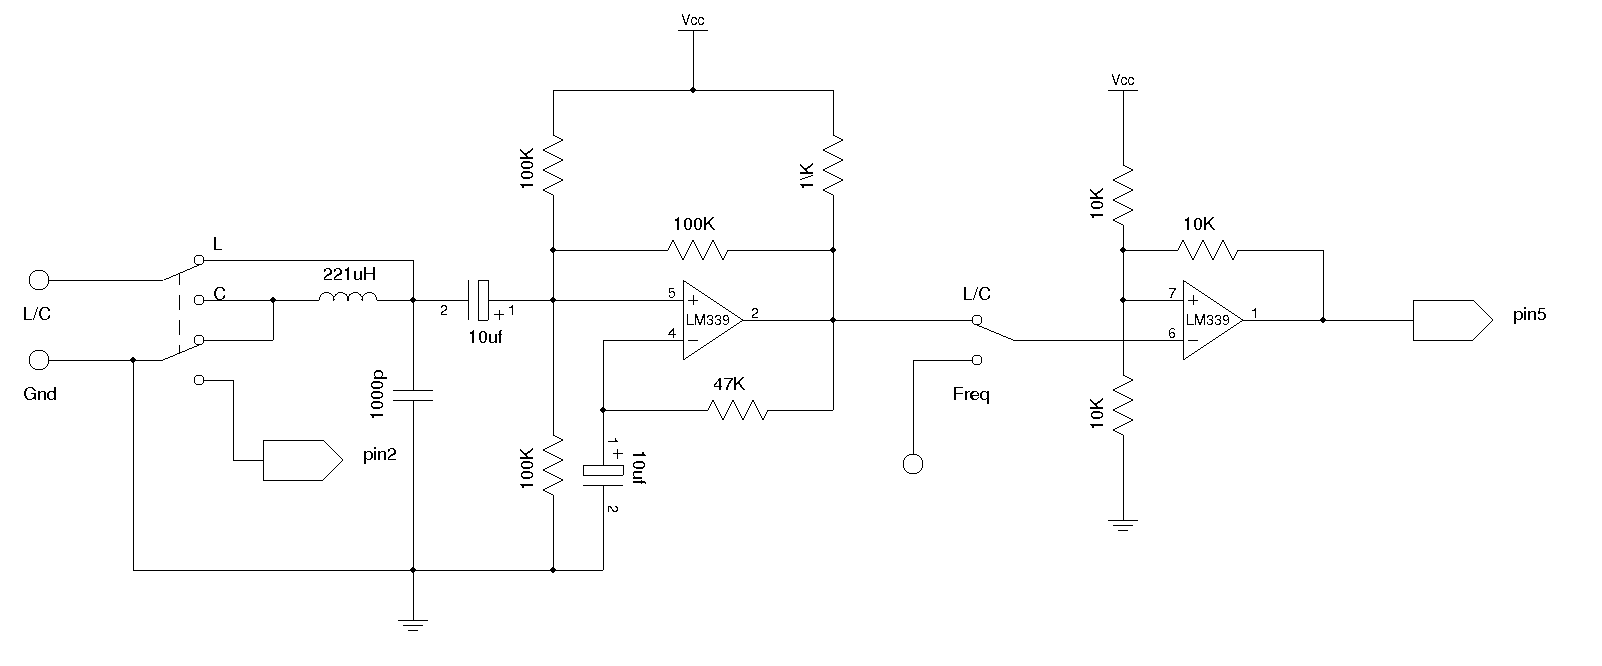 Vcc
Vcc
100K
1\K
10K
100K
10K
L
221uH
C
L/C
5
+
7
+
L/C
2
+ 1
LM339
2
LM339
1
pin5
10uf
4
−
6
−
Gnd
1000p
47K
Freq
10K
pin2
100K
1
+
10uf
2